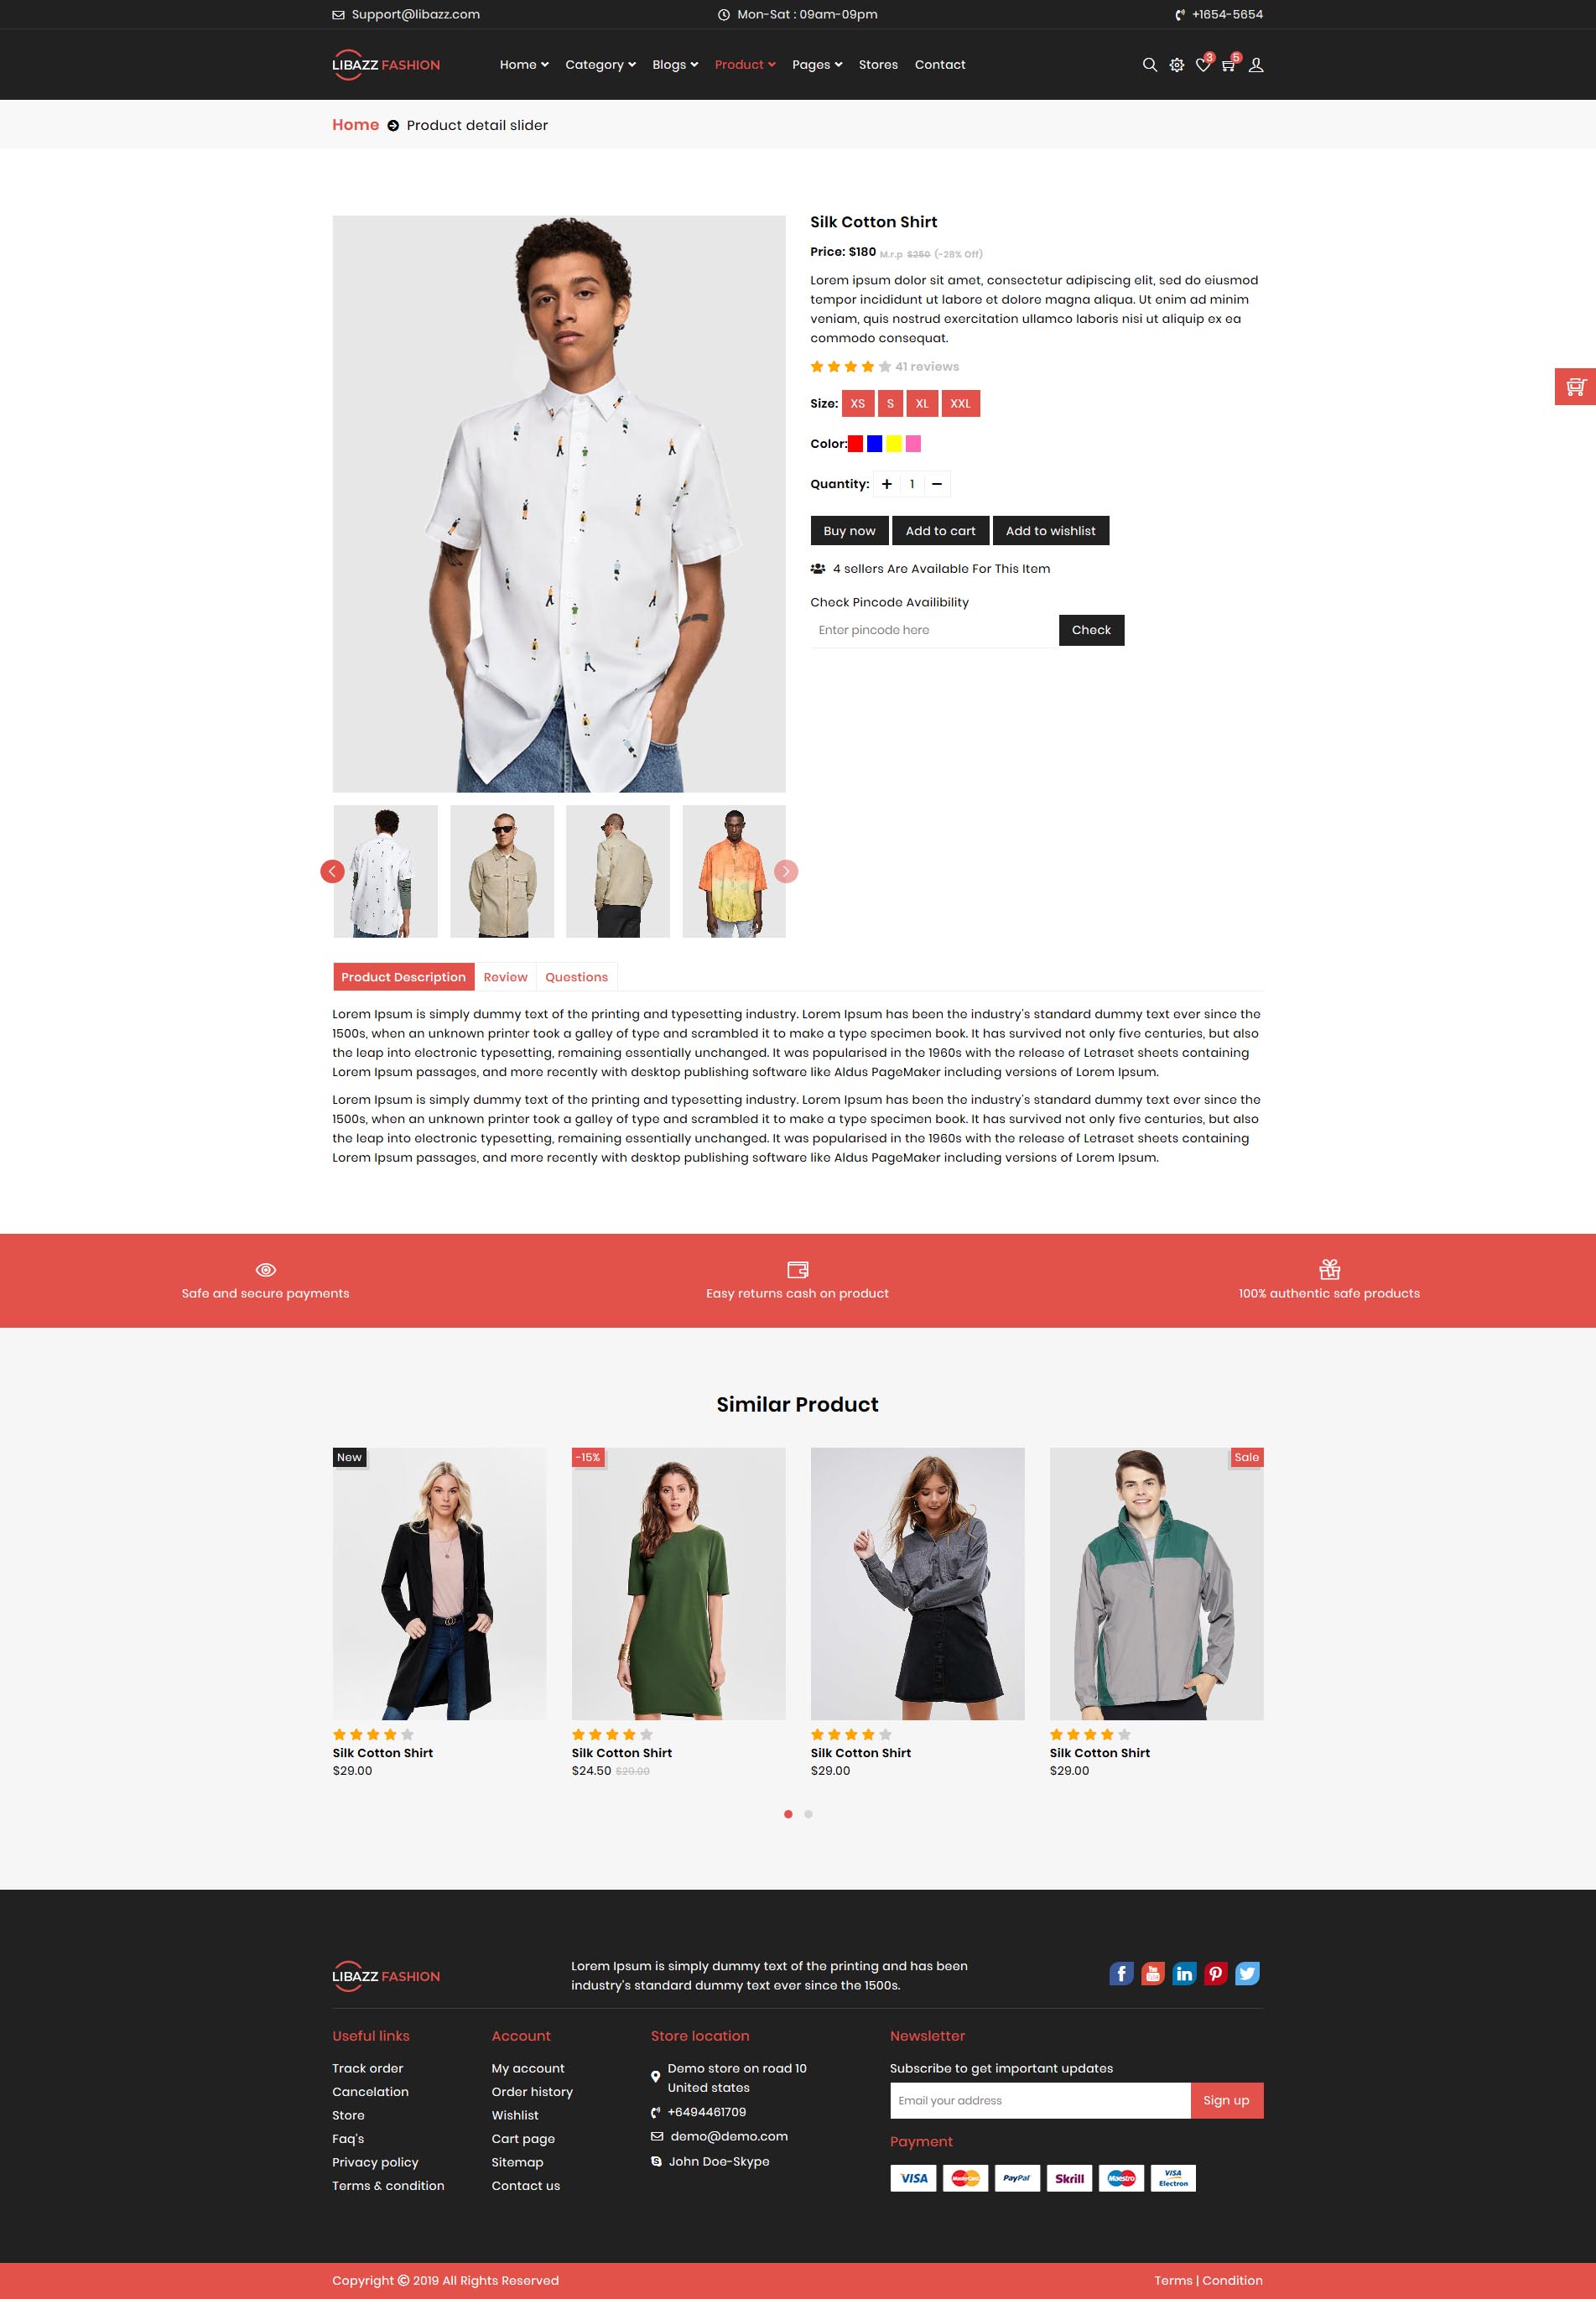 Support@libazz.com
Mon-Sat : 09am-09pm
+1654-5654
LIBAZZ FASHION
Home
Category
Blogs
Product
Pages
Stores
Contact
3
5
Home
Product detail slider
Silk Cotton Shirt
Price: $180 M.r.p $250 (-28% Off)
Lorem ipsum dolor sit amet, consectetur adipiscing elit, sed do eiusmod
tempor incididunt ut labore et dolore magna aliqua. Ut enim ad minim
veniam, quis nostrud exercitation ullamco laboris nisi ut aliquip ex ea
commodo consequat.
41 reviews
Size: XS S XL XXL
Color:
Quantity: + 1 −
Buy now
Add to cart
Add to wishlist
4 sellers Are Available For This Item
Check Pincode Availibility
Enter pincode here
Check
Product Description
Review
Questions
Lorem Ipsum is simply dummy text of the printing and typesetting industry. Lorem Ipsum has been the industry's standard dummy text ever since the
1500s, when an unknown printer took a galley of type and scrambled it to make a type specimen book. It has survived not only five centuries, but also
the leap into electronic typesetting, remaining essentially unchanged. It was popularised in the 1960s with the release of Letraset sheets containing
Lorem Ipsum passages, and more recently with desktop publishing software like Aldus PageMaker including versions of Lorem Ipsum.
Lorem Ipsum is simply dummy text of the printing and typesetting industry. Lorem Ipsum has been the industry's standard dummy text ever since the
1500s, when an unknown printer took a galley of type and scrambled it to make a type specimen book. It has survived not only five centuries, but also
the leap into electronic typesetting, remaining essentially unchanged. It was popularised in the 1960s with the release of Letraset sheets containing
Lorem Ipsum passages, and more recently with desktop publishing software like Aldus PageMaker including versions of Lorem Ipsum.
Safe and secure payments
Easy returns cash on product
100% authentic safe products
Similar Product
New
-15%
Sale
Silk Cotton Shirt
$29.00
Silk Cotton Shirt
$24.50 $29.00
Silk Cotton Shirt
$29.00
Silk Cotton Shirt
$29.00
LIBAZZ FASHION
Lorem Ipsum is simply dummy text of the printing and has been
industry's standard dummy text ever since the 1500s.
Useful links
Track order
Cancelation
Store
Faq's
Privacy policy
Terms & condition
Account
My account
Order history
Wishlist
Cart page
Sitemap
Contact us
Store location
Demo store on road 10
United states
+6494461709
demo@demo.com
John Doe-Skype
Newsletter
Subscribe to get important updates
Email your address
Sign up
Payment
VISA
MasterCard
PayPal
Skrill
Maestro
VISA
Electron
Copyright © 2019 All Rights Reserved
Terms | Condition